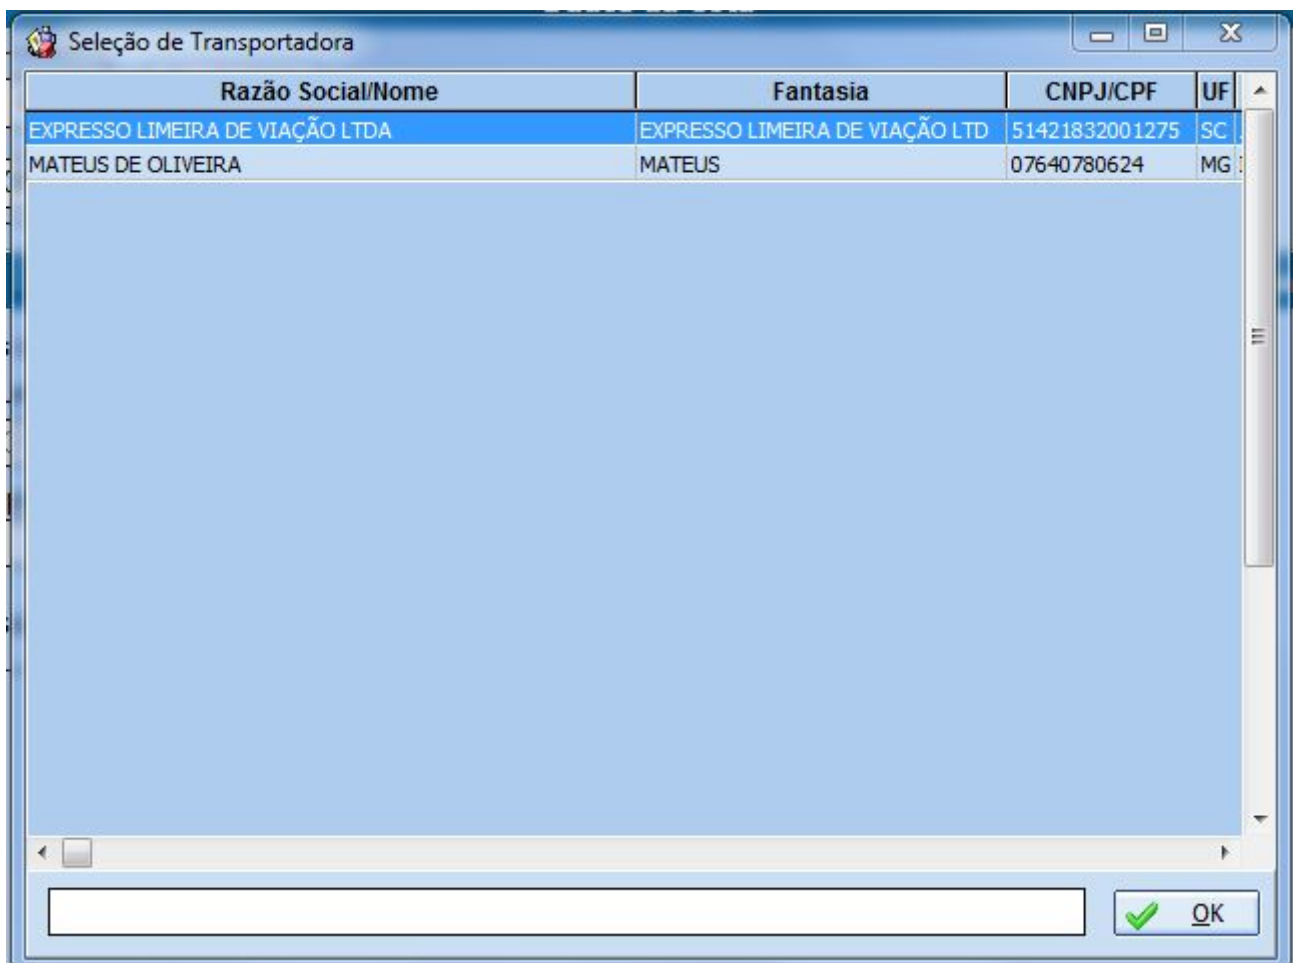 Seleção de Transportadora
Razão Social/Nome Fantasia CNPJ/CPF UF
EXPRESSO LIMEIRA DE VIAÇÃO LTDA EXPRESSO LIMEIRA DE VIAÇÃO LTD 51421832001275 SC
MATEUS DE OLIVEIRA MATEUS 07640780624 MG
OK